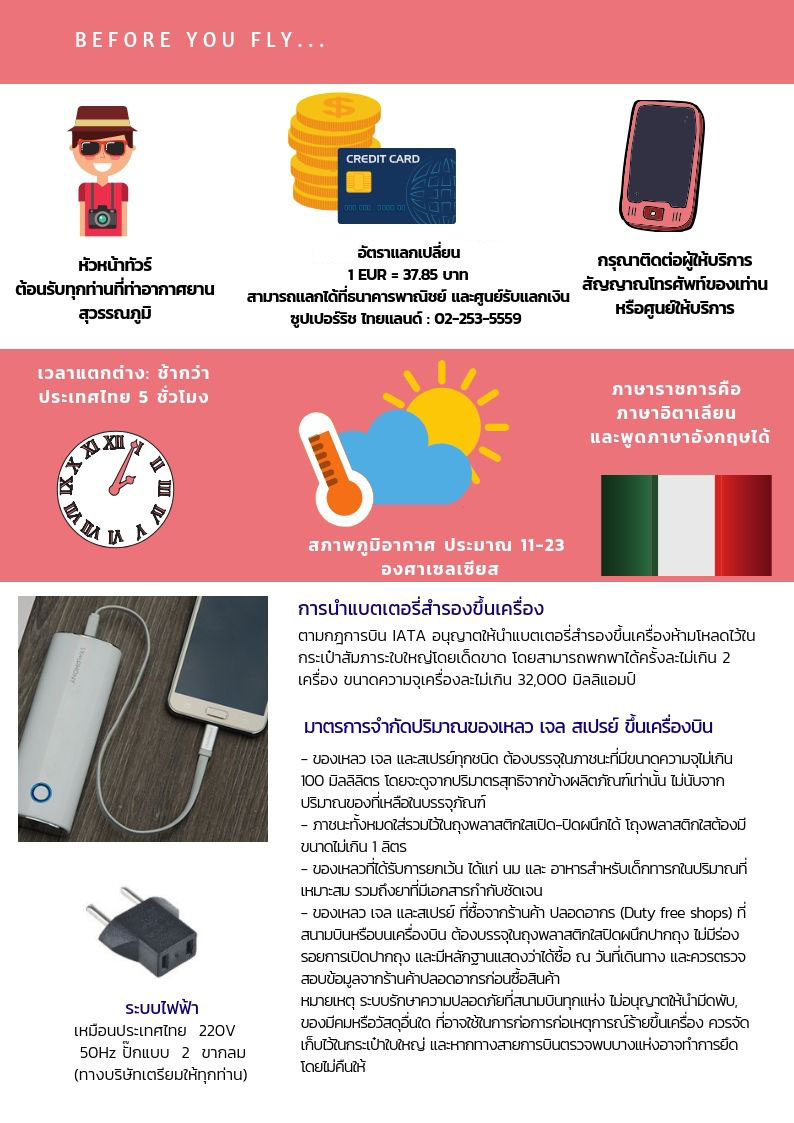 BEFORE YOU FLY...
CREDIT CARD
หัวหน้าทัวร์
ต้อนรับทุกท่านที่ท่าอากาศยาน
สุวรรณภูมิ
อัตราแลกเปลี่ยน
1 EUR = 37.85 บาท
สามารถแลกได้ที่ธนาคารพาณิชย์ และศูนย์รับแลกเงิน
ซูปเปอร์ริช ไทยแลนด์ : 02-253-5559
กรุณาติดต่อผู้ให้บริการ
สัญญาณโทรศัพท์ของเท่าน
หรือศูนย์ให้บริการ
เวลาแตกต่าง: ช้ากว่า
ประเทศไทย 5 ชั่วโมง
XII I II III IV V VI VII VIII IX X XI
สภาพภูมิอากาศ ประมาณ 11-23
องศาเซลเซียส
ภาษาราชการคือ
ภาษาอิตาเลียน
และพูดภาษาอังกฤษได้
การนำแบตเตอรี่สำรองขึ้นเครื่อง
ตามกฎการบิน IATA อนุญาตให้นำแบตเตอรี่สำรองขึ้นเครื่องห้ามโหลดไว้ใน
กระเป๋าสัมภาระใบใหญ่โดยเด็ดขาด โดยสามารถพกพาได้ครั้งละไม่เกิน 2
เครื่อง ขนาดความจุเครื่องละไม่เกิน 32,000 มิลลิแอมป์
มาตรการจำกัดปริมาณของเหลว เจล สเปรย์ ขึ้นเครื่องบิน
- ของเหลว เจล และสเปรย์ทุกชนิด ต้องบรรจุในภาชนะที่มีขนาดความจุไม่เกิน
100 มิลลิลิตร โดยจะดูจากปริมาตรสุทธิจากข้างผลิตภัณฑ์เท่านั้น ไม่นับจาก
ปริมาณของที่เหลือในบรรจุภัณฑ์
- ภาชนะทั้งหมดใส่รวมไว้ในถุงพลาสติกใสเปิด-ปิดผนึกได้ โถุงพลาสติกใสต้องมี
ขนาดไม่เกิน 1 ลิตร
- ของเหลวที่ได้รับการยกเว้น ได้แก่ นม และ อาหารสำหรับเด็กทารกในปริมาณที่
เหมาะสม รวมถึงยาที่มีเอกสารกำกับชัดเจน
- ของเหลว เจล และสเปรย์ ที่ซื้อจากร้านค้า ปลอดอากร (Duty free shops) ที่
สนามบินหรือบนเครื่องบิน ต้องบรรจุในถุงพลาสติกใสปิดผนึกปากถุง ไม่มีร่อง
รอยการเปิดปากถุง และมีหลักฐานแสดงว่าได้ซื้อ ณ วันที่เดินทาง และควรตรวจ
สอบข้อมูลจากร้านค้าปลอดอากรก่อนซื้อสินค้า
หมายเหตุ ระบบรักษาความปลอดภัยที่สนามบินทุกแห่ง ไม่อนุญาตให้นำมีดพับ,
ของมีคมหรือวัสดุอื่นใด ที่อาจใช้ในการก่อการก่อเหตุการณ์ร้ายขึ้นเครื่อง ควรจัด
เก็บไว้ในกระเป๋าใบใหญ่ และหากทางสายการบินตรวจพบบางแห่งอาจทำการยึด
โดยไม่คืนให้
ระบบไฟฟ้า
เหมือนประเทศไทย 220V
50Hz ปั๊กแบบ 2 ขากลม
(ทางบริษัทเตรียมให้ทุกท่าน)